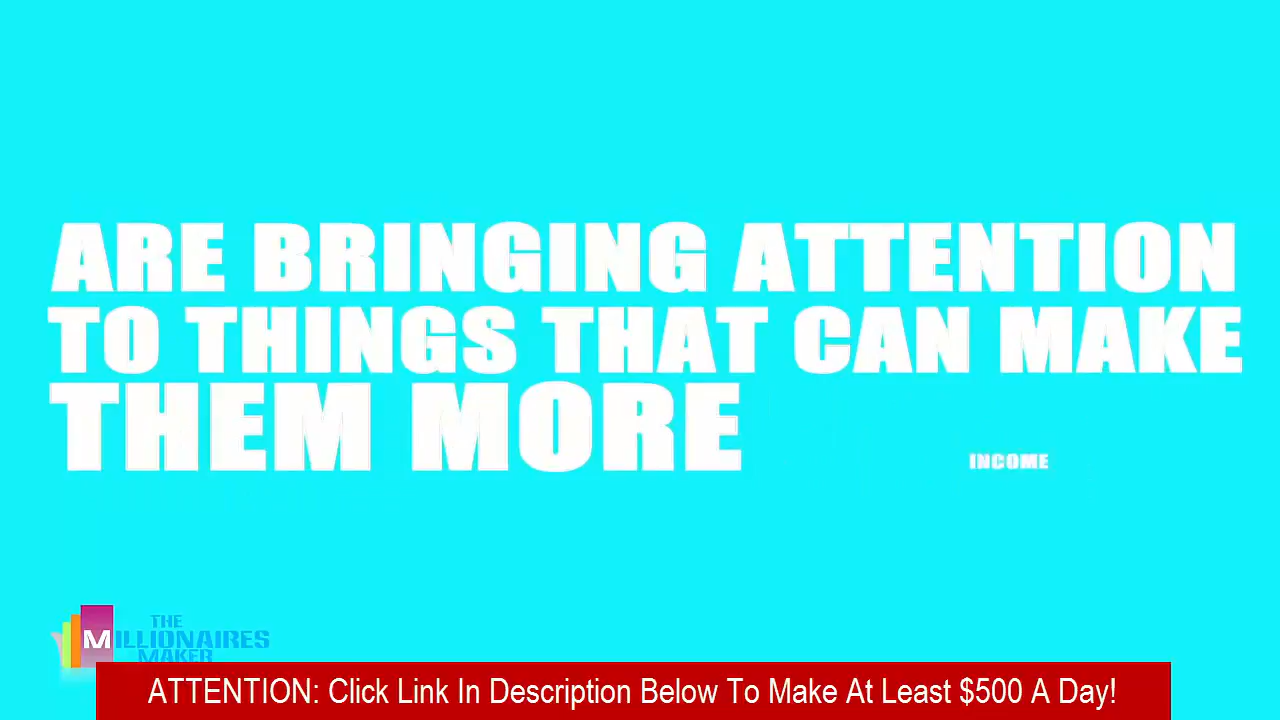 ARE BRINGING ATTENTION
TO THINGS THAT CAN MAKE
THEM MORE INCOME
THE
MILLIONAIRES
MAKER
ATTENTION: Click Link In Description Below To Make At Least $500 A Day!